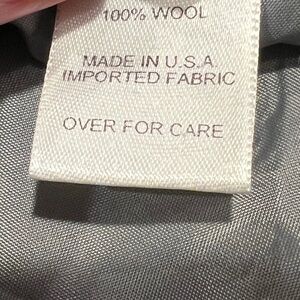 100% WOOL
MADE IN U.S.A
IMPORTED FABRIC
OVER FOR CARE